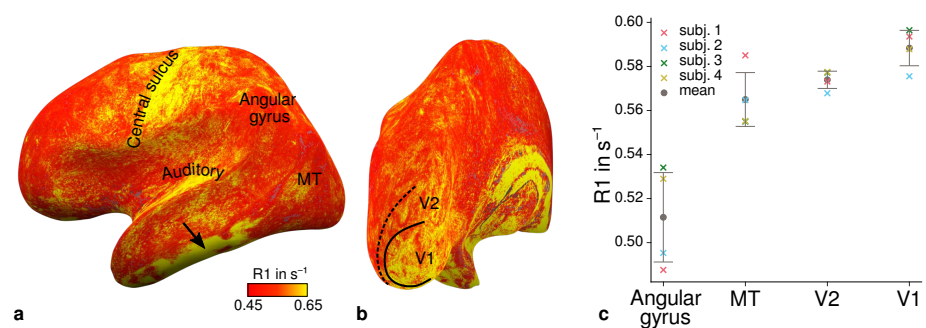 Central sulcus
Angular
gyrus
Auditory
MT
R1 in s⁻¹
0.45 0.65
a
V2
V1
b
R1 in s⁻¹
0.60
0.58
0.56
0.54
0.52
0.50
subj. 1
subj. 2
subj. 3
subj. 4
mean
Angular
gyrus
MT
V2
V1
c